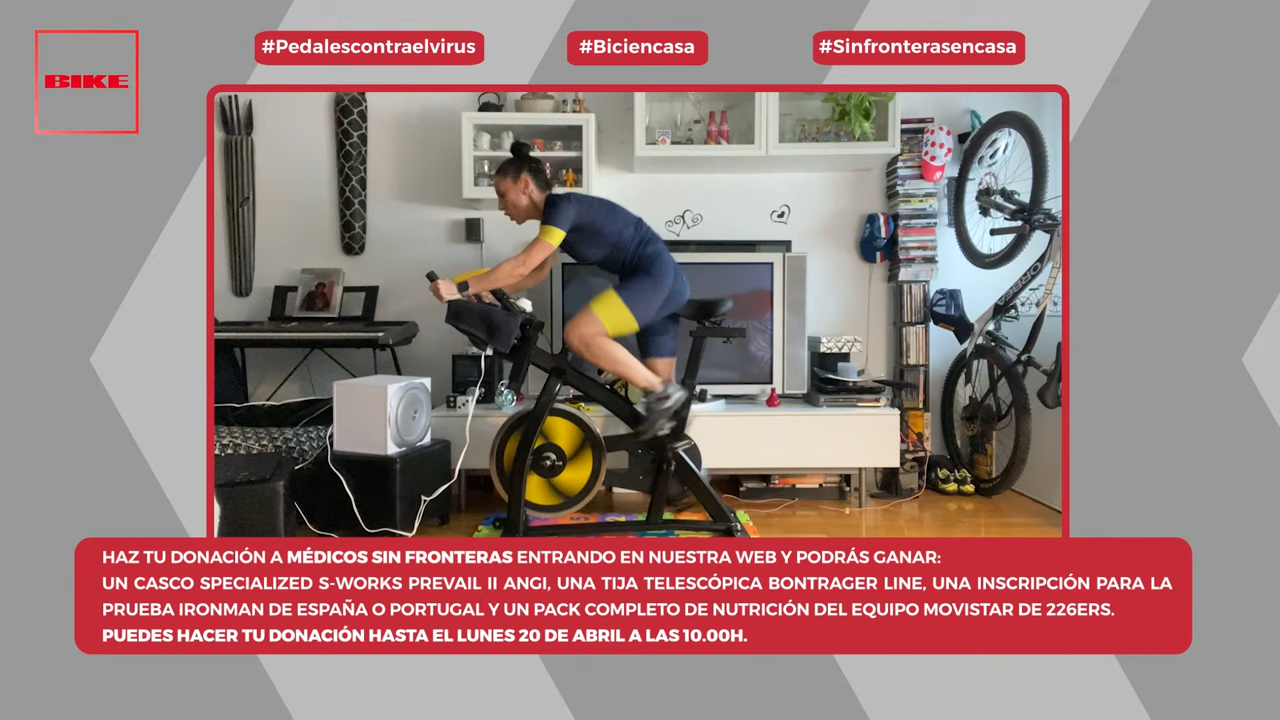 #Pedalescontraelvirus
#Biciencasa
#Sinfronterasencasa
BIKE
ORBEA
HAZ TU DONACIÓN A MÉDICOS SIN FRONTERAS ENTRANDO EN NUESTRA WEB Y PODRÁS GANAR:
UN CASCO SPECIALIZED S-WORKS PREVAIL II ANGI, UNA TIJA TELESCÓPICA BONTRAGER LINE, UNA INSCRIPCIÓN PARA LA
PRUEBA IRONMAN DE ESPAÑA O PORTUGAL Y UN PACK COMPLETO DE NUTRICIÓN DEL EQUIPO MOVISTAR DE 226ERS.
PUEDES HACER TU DONACIÓN HASTA EL LUNES 20 DE ABRIL A LAS 10.00H.